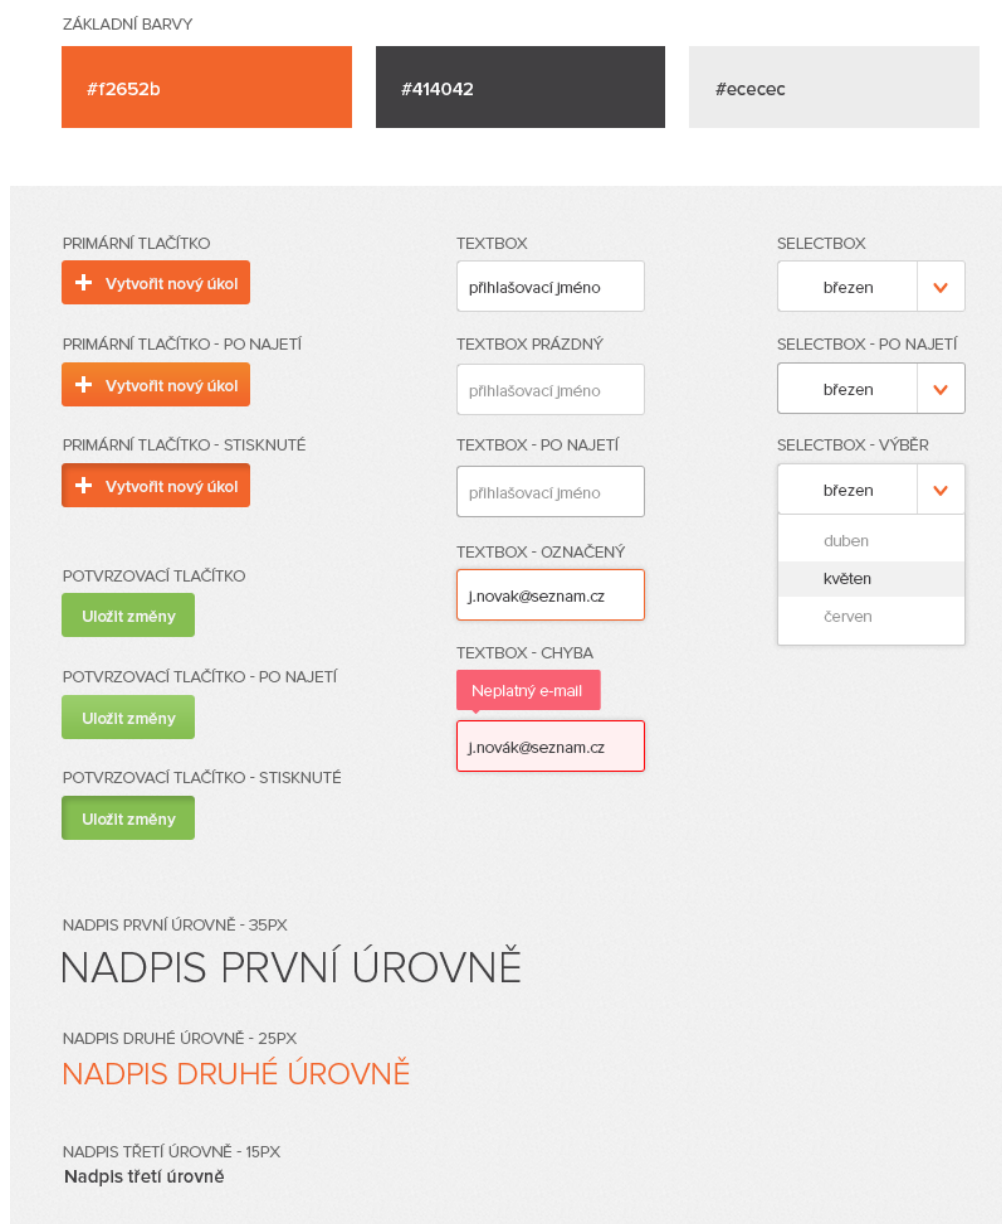 ZÁKLADNÍ BARVY
#f2652b
#414042
#ececec
PRIMÁRNÍ TLAČÍTKO
Vytvořit nový úkol
PRIMÁRNÍ TLAČÍTKO - PO NAJETÍ
Vytvořit nový úkol
PRIMÁRNÍ TLAČÍTKO - STISKNUTÉ
Vytvořit nový úkol
POTVRZOVACÍ TLAČÍTKO
Uložit změny
POTVRZOVACÍ TLAČÍTKO - PO NAJETÍ
Uložit změny
POTVRZOVACÍ TLAČÍTKO - STISKNUTÉ
Uložit změny
TEXTBOX
přihlašovací jméno
TEXTBOX PRÁZDNÝ
přihlašovací jméno
TEXTBOX - PO NAJETÍ
přihlašovací jméno
TEXTBOX - OZNAČENÝ
j.novak@seznam.cz
TEXTBOX - CHYBA
Neplatný e-mail
j.novák@seznam.cz
SELECTBOX
březen
SELECTBOX - PO NAJETÍ
březen
SELECTBOX - VÝBĚR
březen
duben
květen
červen
NADPIS PRVNÍ ÚROVNĚ - 35PX
NADPIS PRVNÍ ÚROVNĚ
NADPIS DRUHÉ ÚROVNĚ - 25PX
NADPIS DRUHÉ ÚROVNĚ
NADPIS TŘETÍ ÚROVNĚ - 15PX
Nadpis třetí úrovně